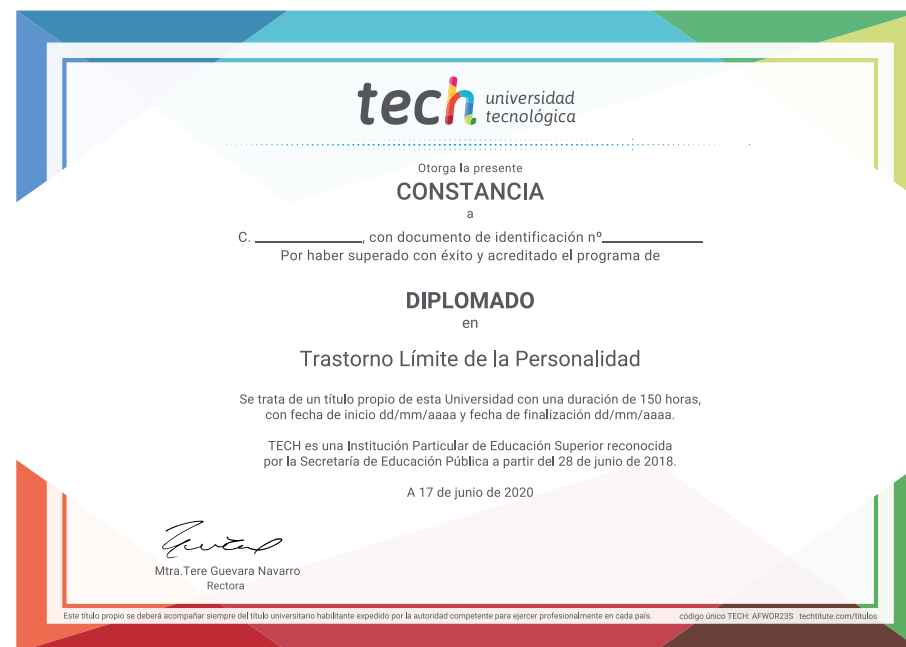 tech universidad
tecnológica
Otorga la presente
CONSTANCIA
a
C. ____________, con documento de identificación nº____________
Por haber superado con éxito y acreditado el programa de
DIPLOMADO
en
Trastorno Límite de la Personalidad
Se trata de un título propio de esta Universidad con una duración de 150 horas,
con fecha de inicio dd/mm/aaaa y fecha de finalización dd/mm/aaaa.
TECH es una Institución Particular de Educación Superior reconocida
por la Secretaría de Educación Pública a partir del 28 de junio de 2018.
A 17 de junio de 2020
Mtra.Tere Guevara Navarro
Rectora
Este título propio se deberá acompañar siempre del título universitario habilitante expedido por la autoridad competente para ejercer profesionalmente en cada país. código único TECH: AFWOR23S techtitute.com/titulos